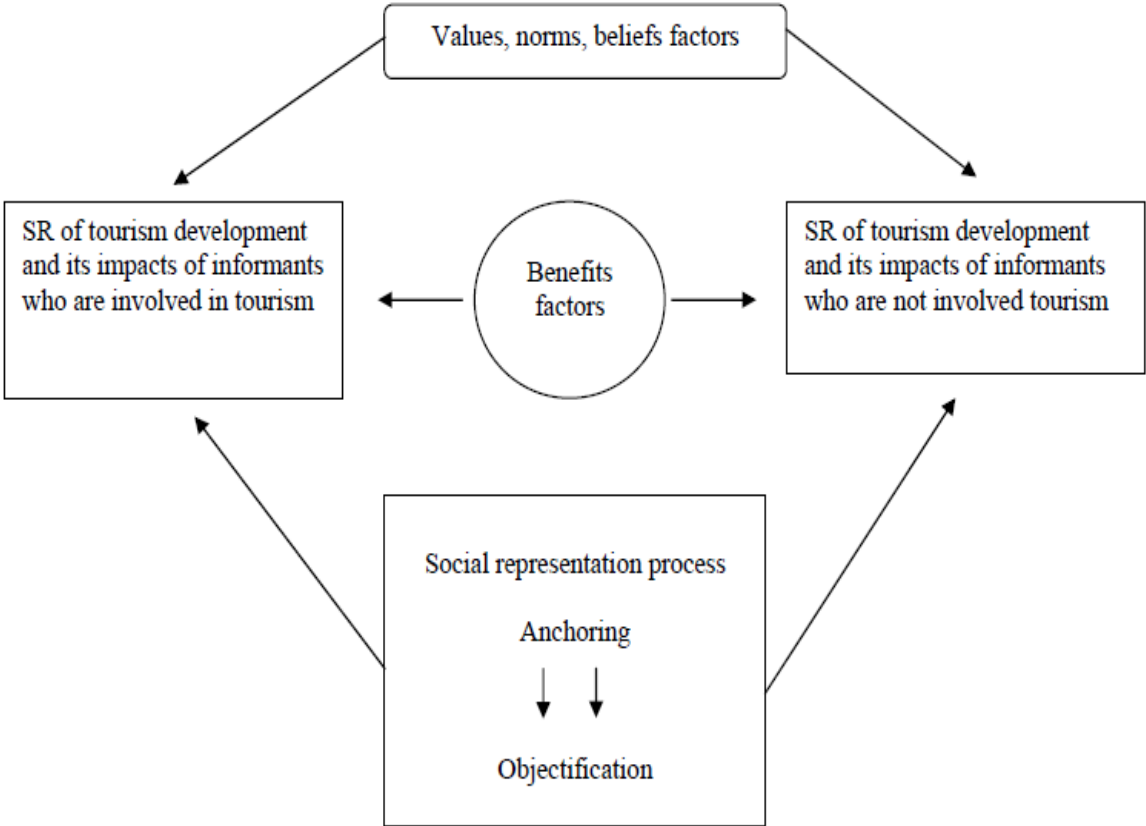 Values, norms, beliefs factors
SR of tourism development
and its impacts of informants
who are involved in tourism
Benefits
factors
SR of tourism development
and its impacts of informants
who are not involved tourism
Social representation process
Anchoring
Objectification